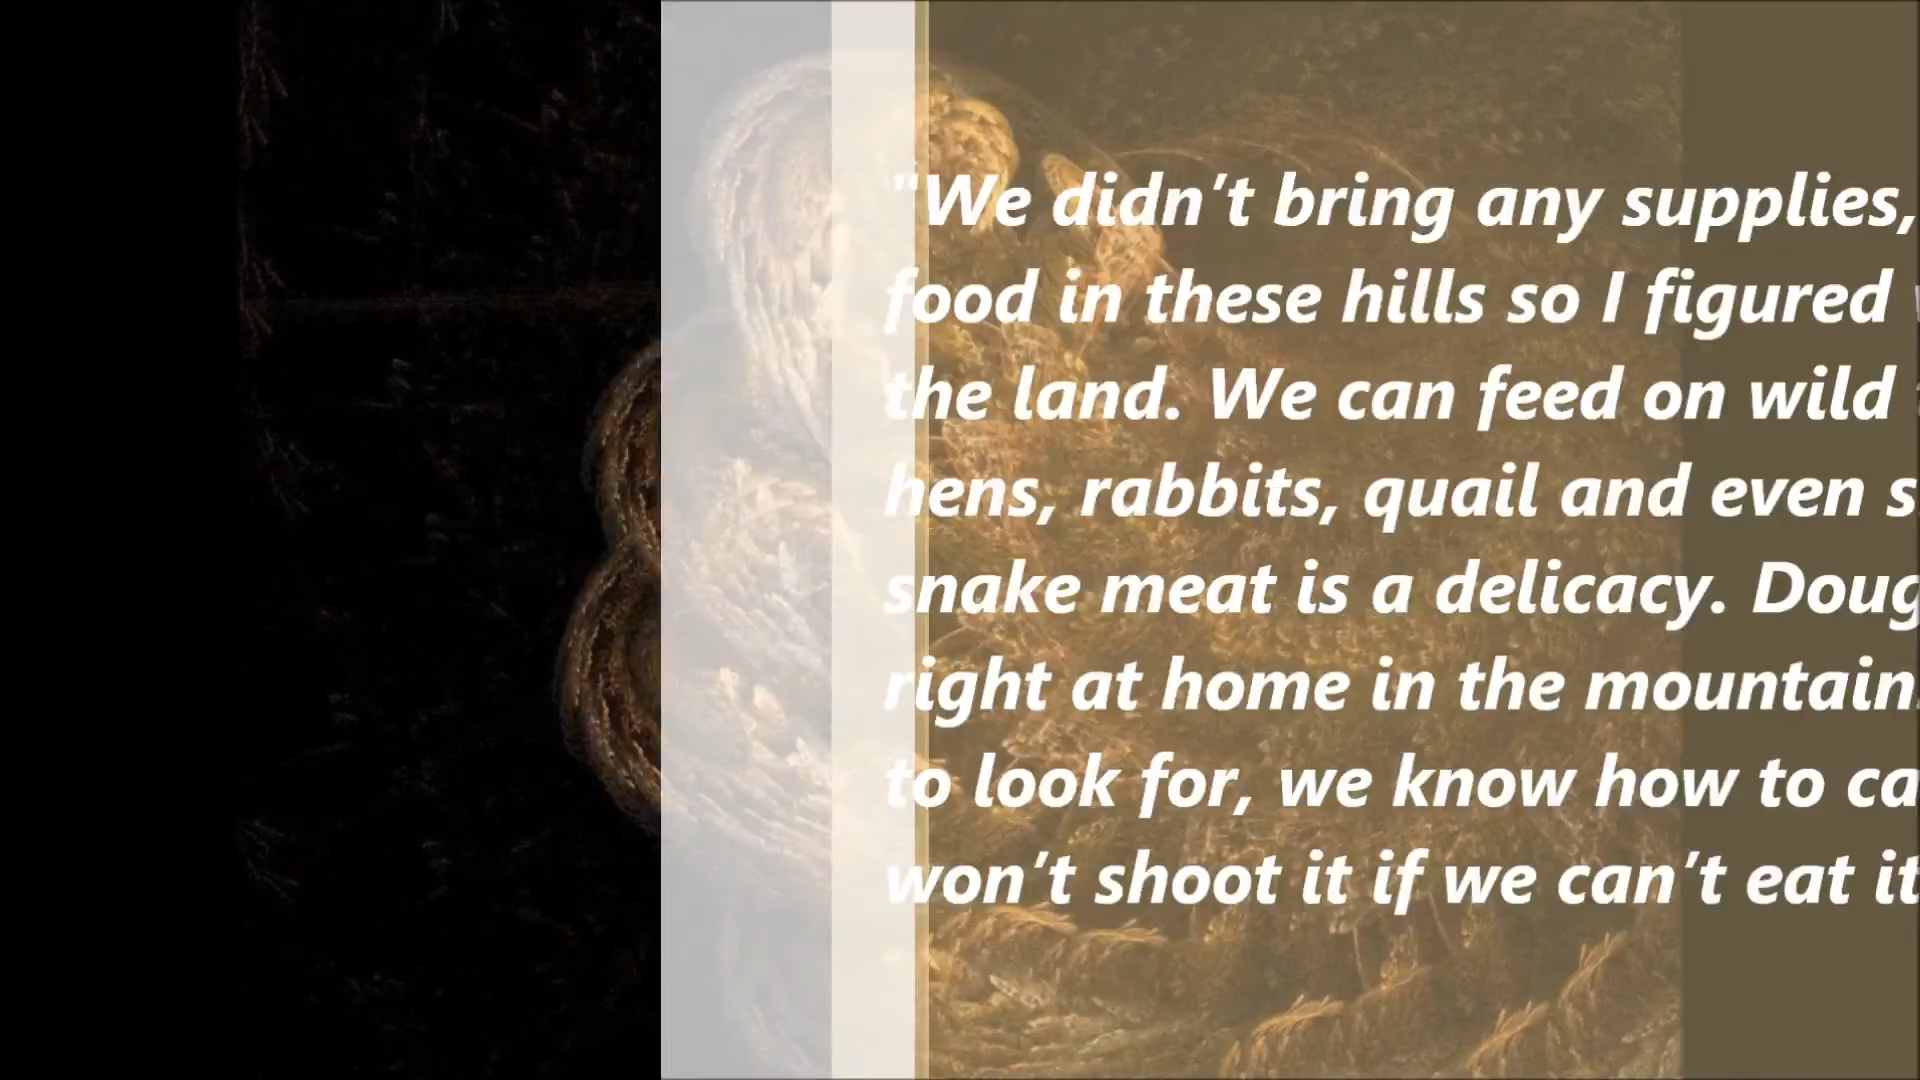 "We didn’t bring any supplies,
food in these hills so I figured
the land. We can feed on wild
hens, rabbits, quail and even s
snake meat is a delicacy. Doug
right at home in the mountain
to look for, we know how to ca
won’t shoot it if we can’t eat it